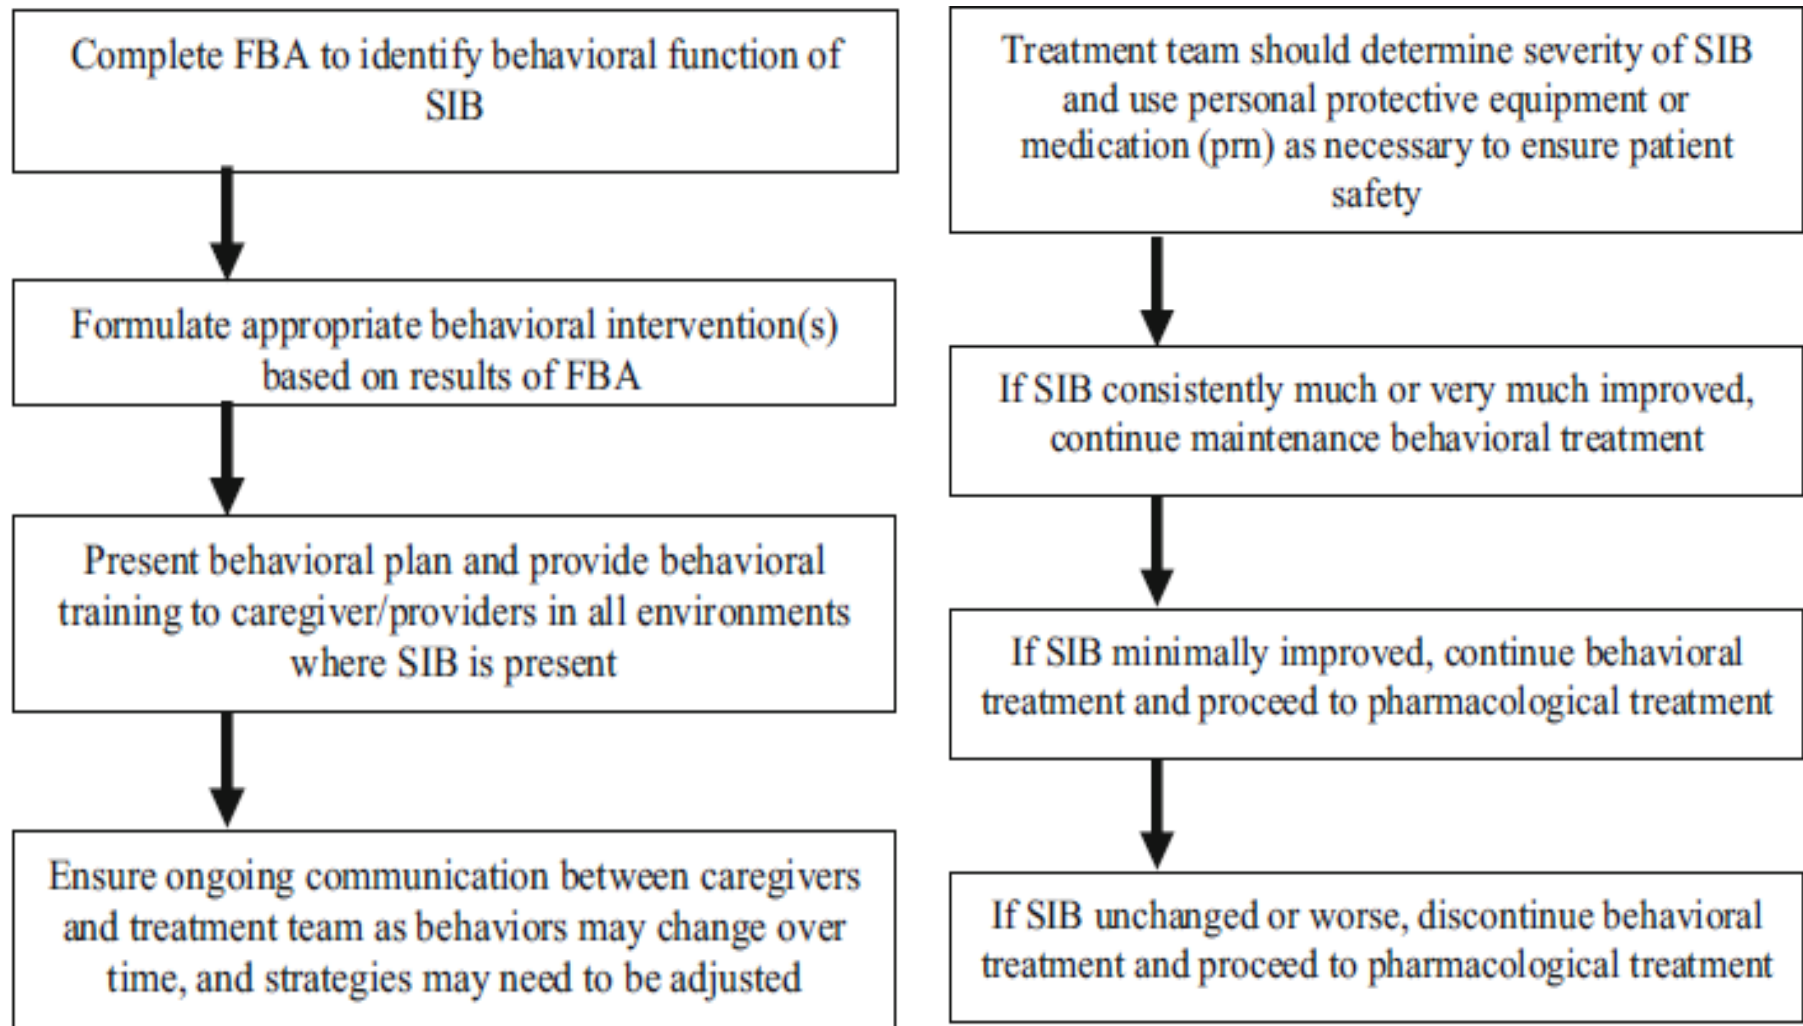 Complete FBA to identify behavioral function of
SIB
Formulate appropriate behavioral intervention(s)
based on results of FBA
Present behavioral plan and provide behavioral
training to caregiver/providers in all environments
where SIB is present
Ensure ongoing communication between caregivers
and treatment team as behaviors may change over
time, and strategies may need to be adjusted
Treatment team should determine severity of SIB
and use personal protective equipment or
medication (prn) as necessary to ensure patient
safety
If SIB consistently much or very much improved,
continue maintenance behavioral treatment
If SIB minimally improved, continue behavioral
treatment and proceed to pharmacological treatment
If SIB unchanged or worse, discontinue behavioral
treatment and proceed to pharmacological treatment